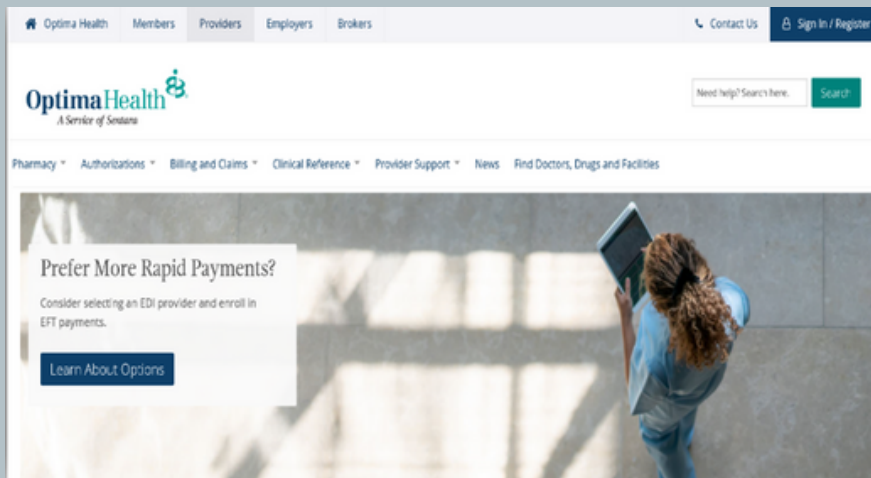 Optima Health Members Providers Employers Brokers Contact Us Sign In / Register
OptimaHealth
A Service of Sentara
Need help? Search here. Search
Pharmacy Authorizations Billing and Claims Clinical Reference Provider Support News Find Doctors, Drugs and Facilities
Prefer More Rapid Payments?
Consider selecting an EDI provider and enroll in
EFT payments.
Learn About Options